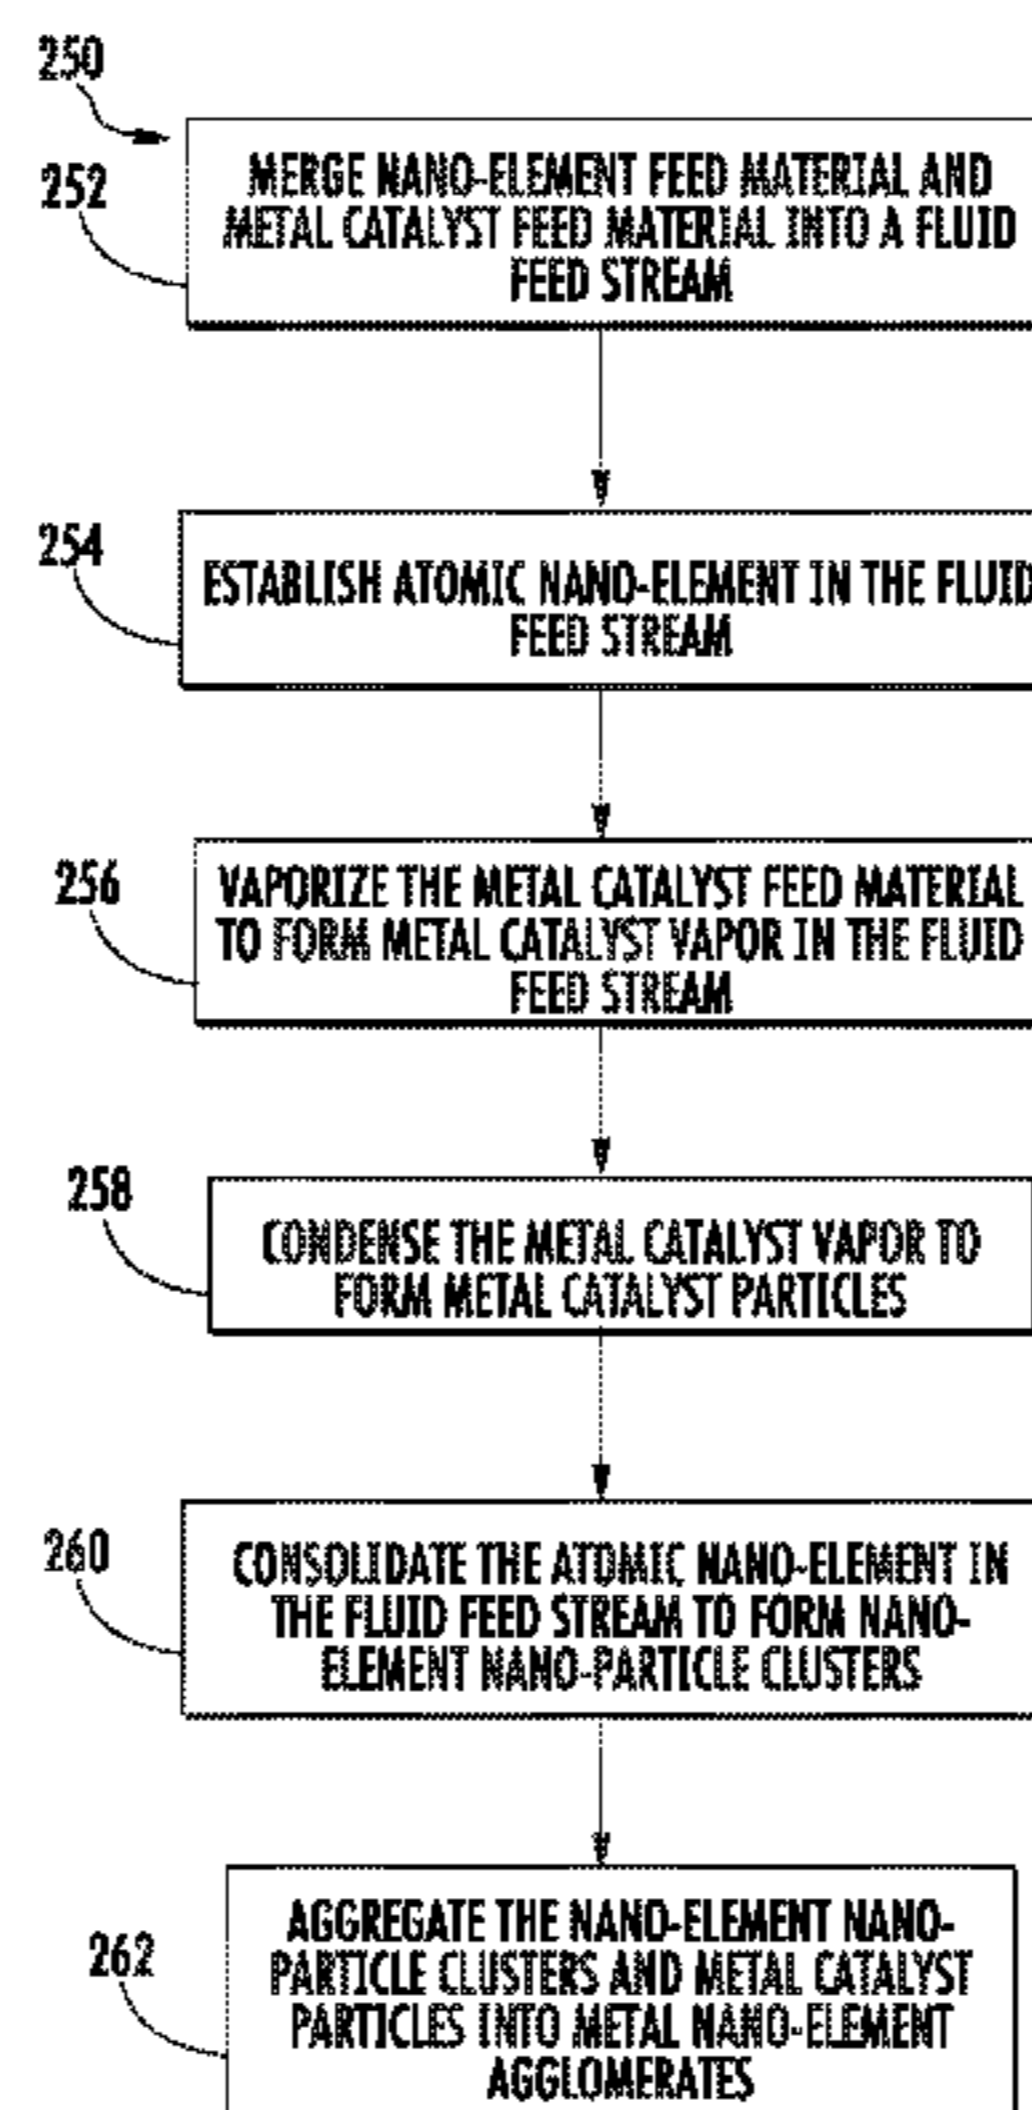 250
252
MERGE NANO-ELEMENT FEED MATERIAL AND
METAL CATALYST FEED MATERIAL INTO A FLUID
FEED STREAM
254
ESTABLISH ATOMIC NANO-ELEMENT IN THE FLUID
FEED STREAM
256
VAPORIZE THE METAL CATALYST FEED MATERIAL
TO FORM METAL CATALYST VAPOR IN THE FLUID
FEED STREAM
258
CONDENSE THE METAL CATALYST VAPOR TO
FORM METAL CATALYST PARTICLES
260
CONSOLIDATE THE ATOMIC NANO-ELEMENT IN
THE FLUID FEED STREAM TO FORM NANO-
ELEMENT NANO-PARTICLE CLUSTERS
262
AGGREGATE THE NANO-ELEMENT NANO-
PARTICLE CLUSTERS AND METAL CATALYST
PARTICLES INTO METAL NANO-ELEMENT
AGGLOMERATES